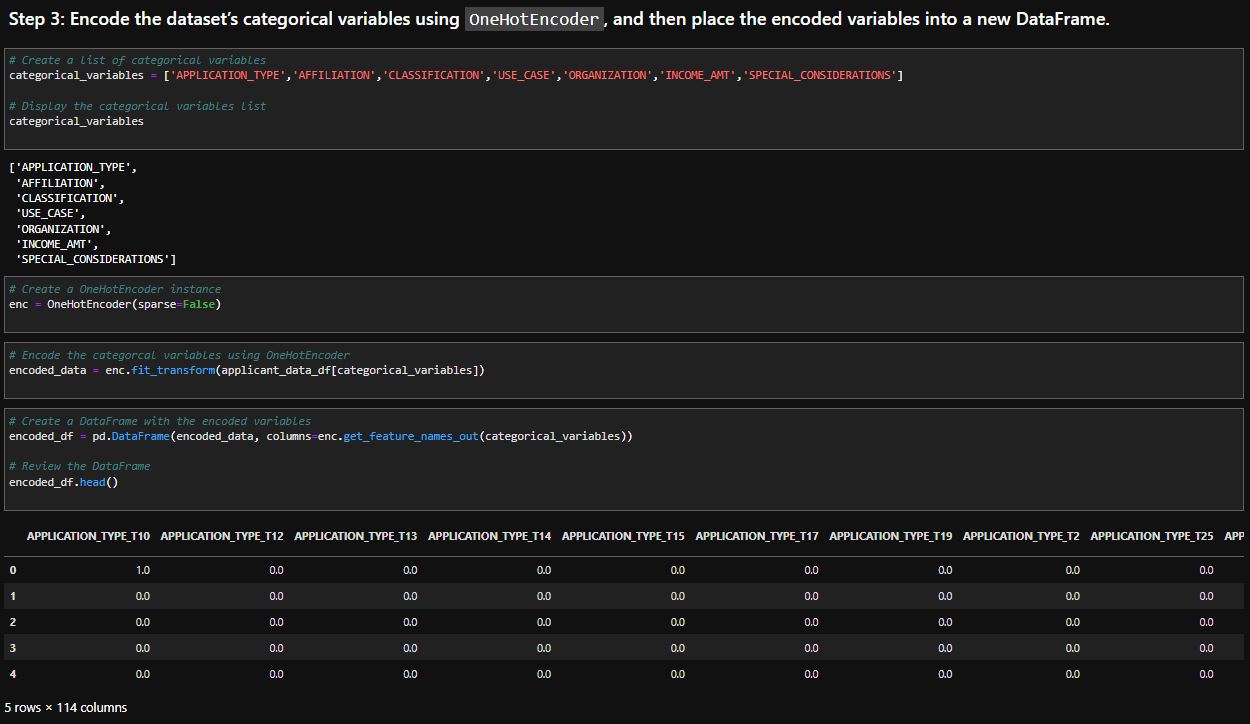 Step 3: Encode the dataset’s categorical variables using OneHotEncoder, and then place the encoded variables into a new DataFrame.
# Create a list of categorical variables
categorical_variables = ['APPLICATION_TYPE','AFFILIATION','CLASSIFICATION','USE_CASE','ORGANIZATION','INCOME_AMT','SPECIAL_CONSIDERATIONS']
# Display the categorical variables list
categorical_variables
['APPLICATION_TYPE',
 'AFFILIATION',
 'CLASSIFICATION',
 'USE_CASE',
 'ORGANIZATION',
 'INCOME_AMT',
 'SPECIAL_CONSIDERATIONS']
# Create a OneHotEncoder instance
enc = OneHotEncoder(sparse=False)
# Encode the categorcal variables using OneHotEncoder
encoded_data = enc.fit_transform(applicant_data_df[categorical_variables])
# Create a DataFrame with the encoded variables
encoded_df = pd.DataFrame(encoded_data, columns=enc.get_feature_names_out(categorical_variables))
# Review the DataFrame
encoded_df.head()
APPLICATION_TYPE_T10 APPLICATION_TYPE_T12 APPLICATION_TYPE_T13 APPLICATION_TYPE_T14 APPLICATION_TYPE_T15 APPLICATION_TYPE_T17 APPLICATION_TYPE_T19 APPLICATION_TYPE_T2 APPLICATION_TYPE_T25 APP
0 1.0 0.0 0.0 0.0 0.0 0.0 0.0 0.0 0.0
1 0.0 0.0 0.0 0.0 0.0 0.0 0.0 0.0 0.0
2 0.0 0.0 0.0 0.0 0.0 0.0 0.0 0.0 0.0
3 0.0 0.0 0.0 0.0 0.0 0.0 0.0 0.0 0.0
4 0.0 0.0 0.0 0.0 0.0 0.0 0.0 0.0 0.0
5 rows × 114 columns